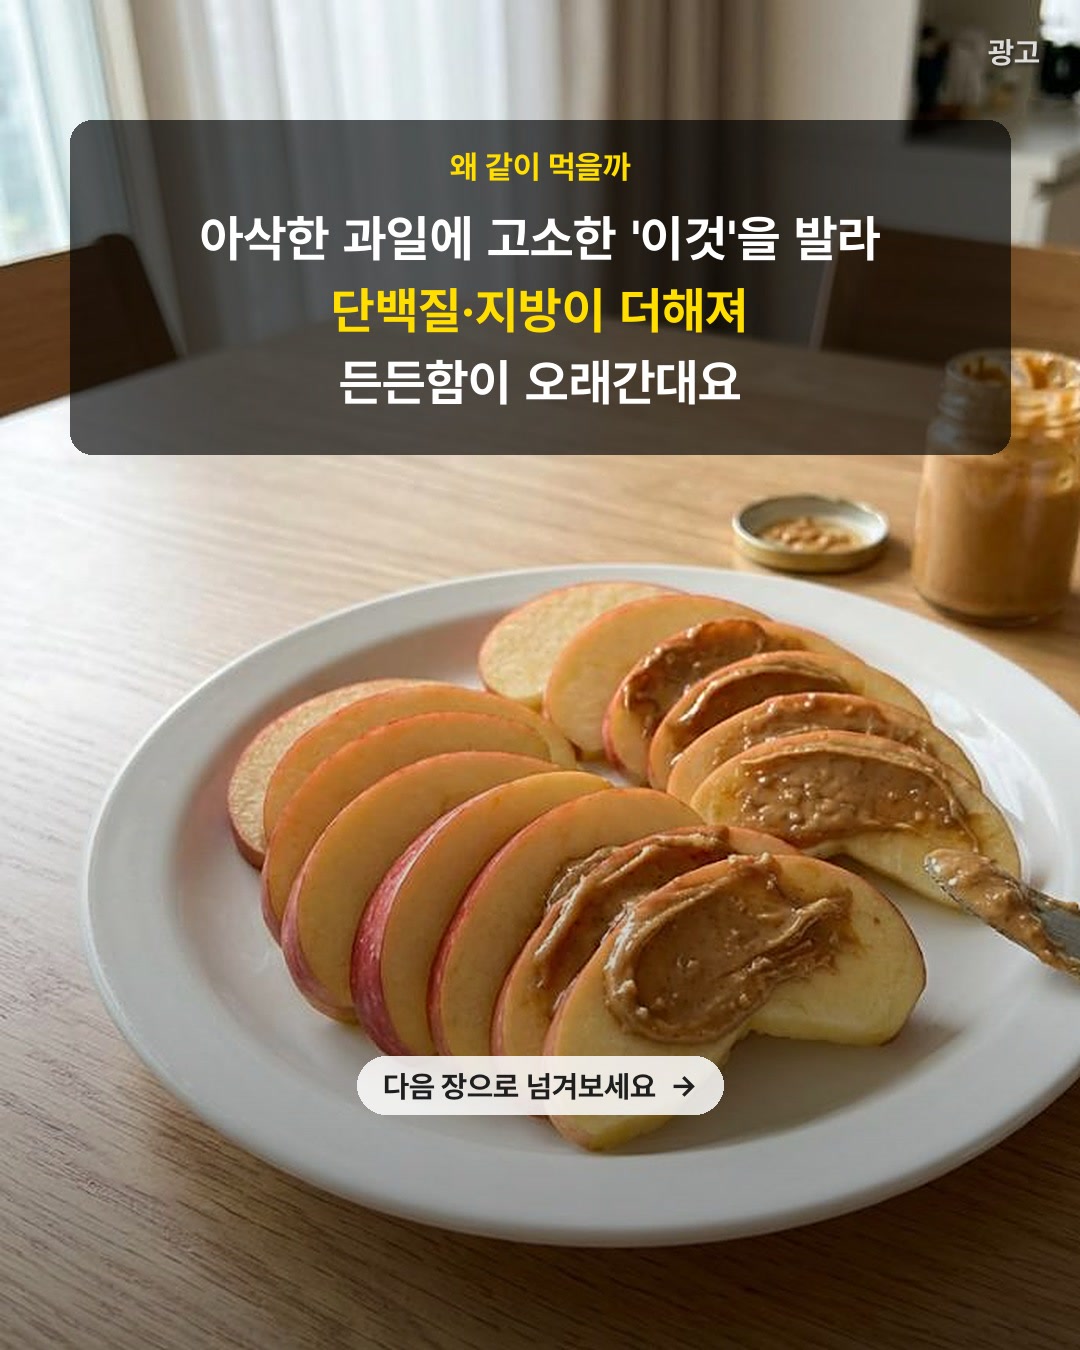 광고
왜 같이 먹을까
아삭한 과일에 고소한 '이것'을 발라
단백질·지방이 더해져
든든함이 오래간대요
다음 장으로 넘겨보세요 →